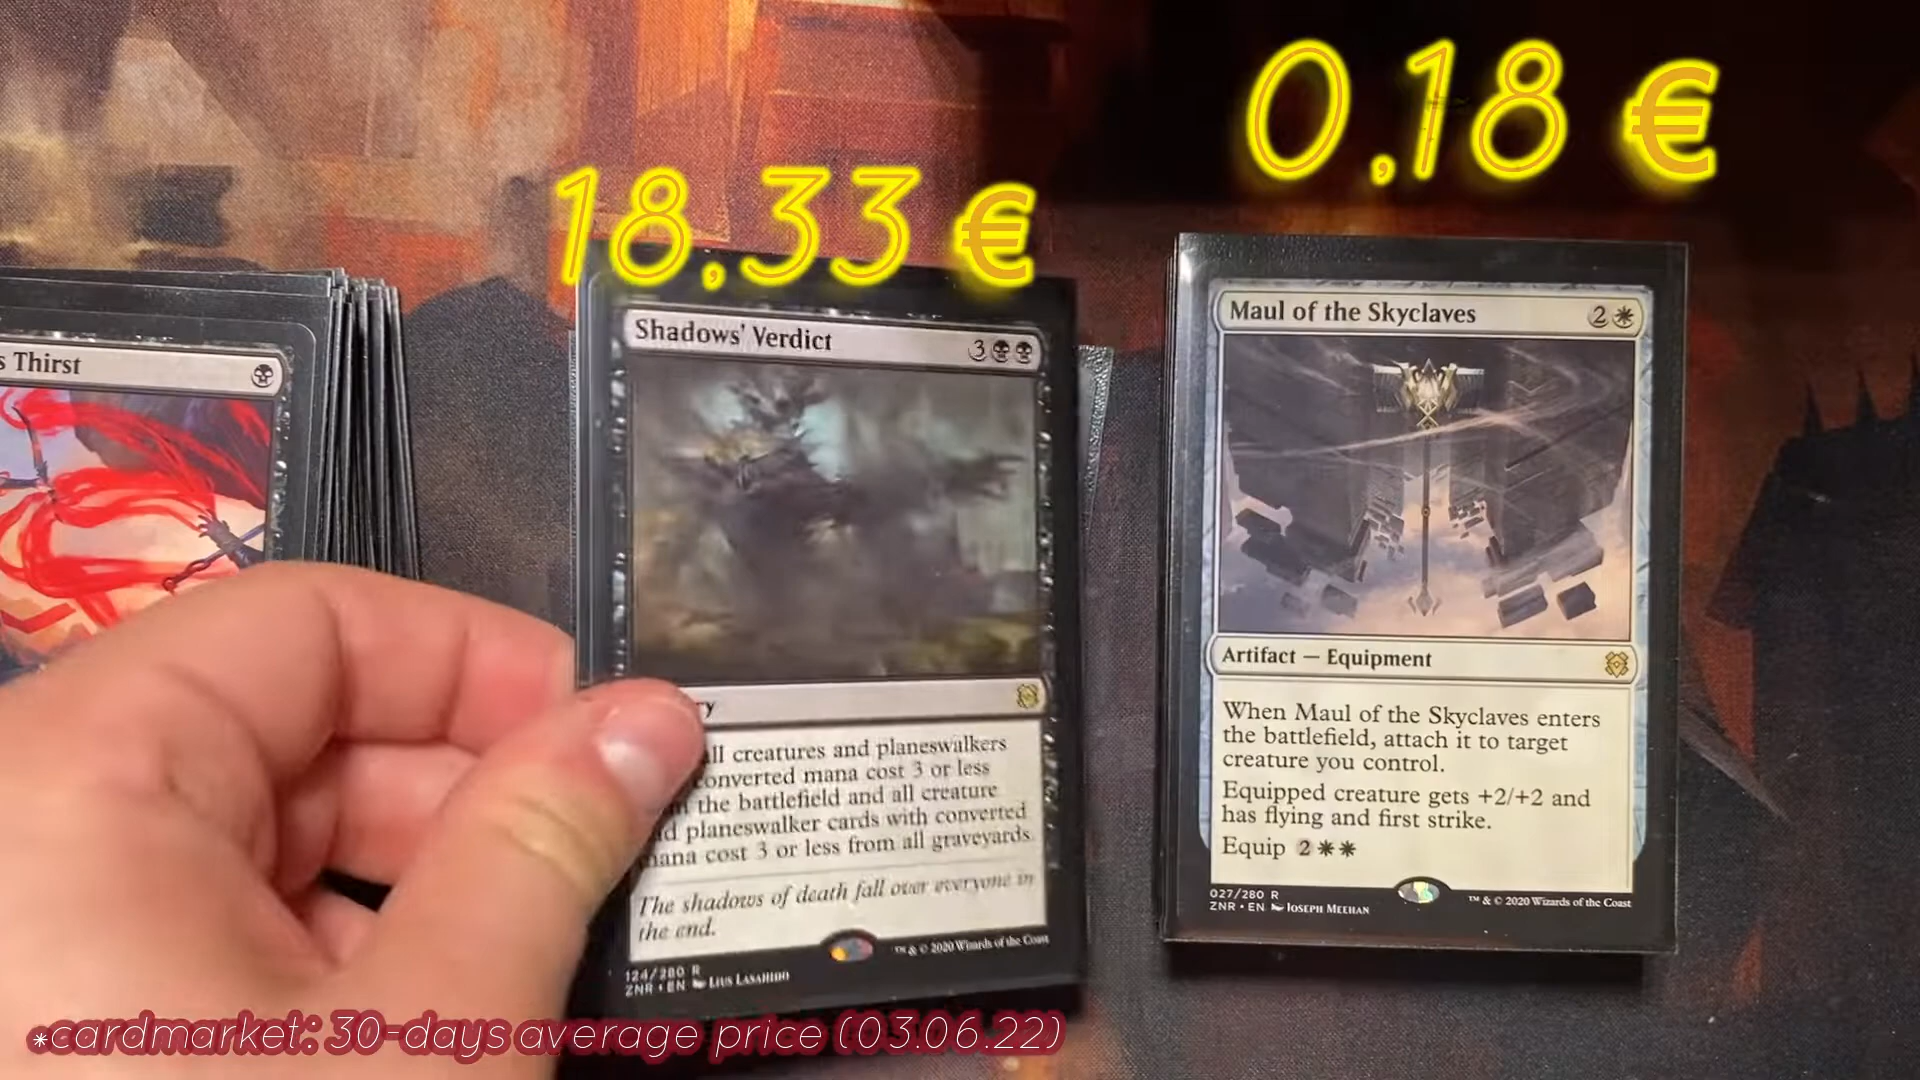 0,18 €
18,33 €
s Thirst
Shadows' Verdict
3
ry
all creatures and planeswalkers
converted mana cost 3 or less
the battlefield and all creature
planeswalker cards with converted
mana cost 3 or less from all graveyards.
The shadows of death fall over everyone in
the end.
124/280 R
ZNR • EN Lius Lasahido
™ & © 2020 Wizards of the Coast
Maul of the Skyclaves
2
Artifact — Equipment
When Maul of the Skyclaves enters
the battlefield, attach it to target
creature you control.
Equipped creature gets +2/+2 and
has flying and first strike.
Equip 2
027/280 R
ZNR • EN Joseph Meehan
™ & © 2020 Wizards of the Coast
*cardmarket: 30-days average price (03.06.22)